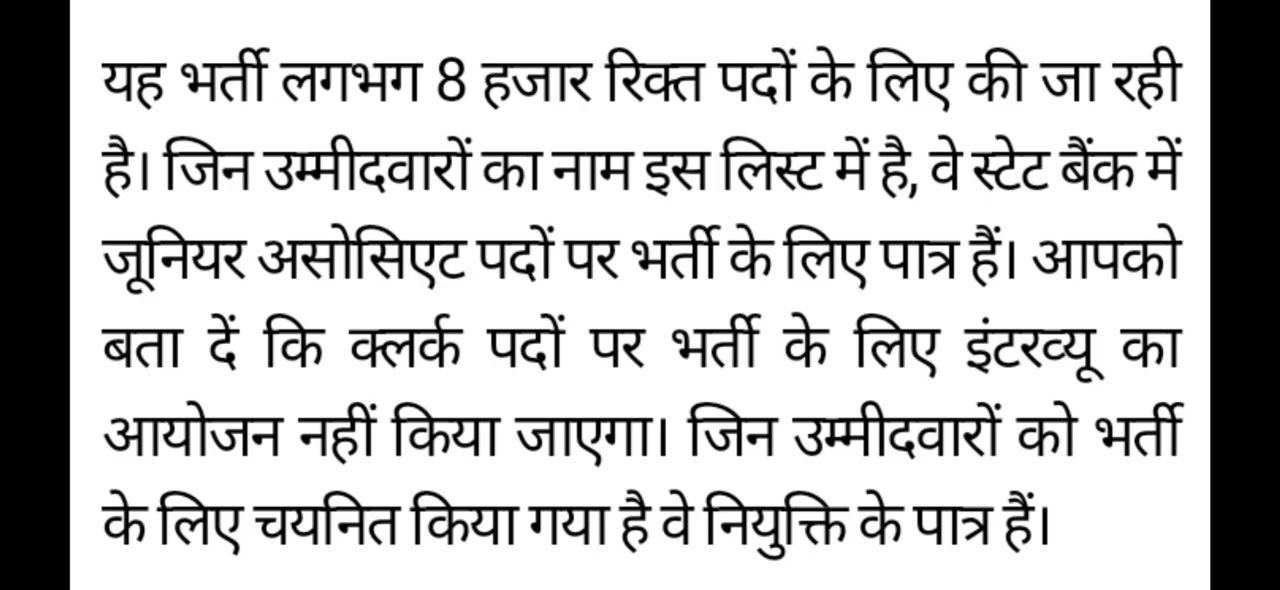 यह भर्ती लगभग 8 हजार रिक्त पदों के लिए की जा रही
है। जिन उम्मीदवारों का नाम इस लिस्ट में है, वे स्टेट बैंक में
जूनियर असोसिएट पदों पर भर्ती के लिए पात्र हैं। आपको
बता दें कि क्लर्क पदों पर भर्ती के लिए इंटरव्यू का
आयोजन नहीं किया जाएगा। जिन उम्मीदवारों को भर्ती
के लिए चयनित किया गया है वे नियुक्ति के पात्र हैं।